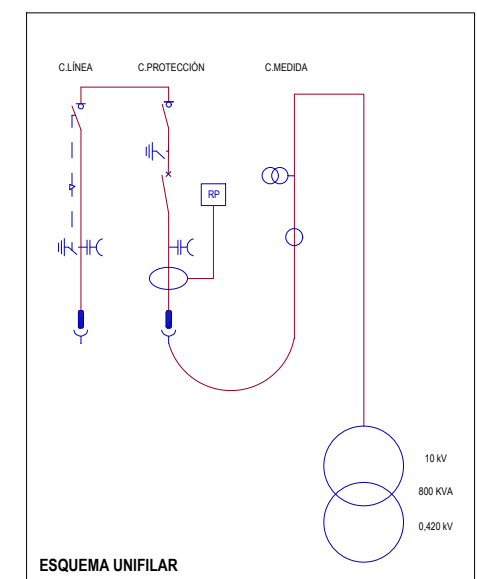 C.LÍNEA
C.PROTECCIÓN
C.MEDIDA
RP
10 kV
800 KVA
0,420 kV
ESQUEMA UNIFILAR